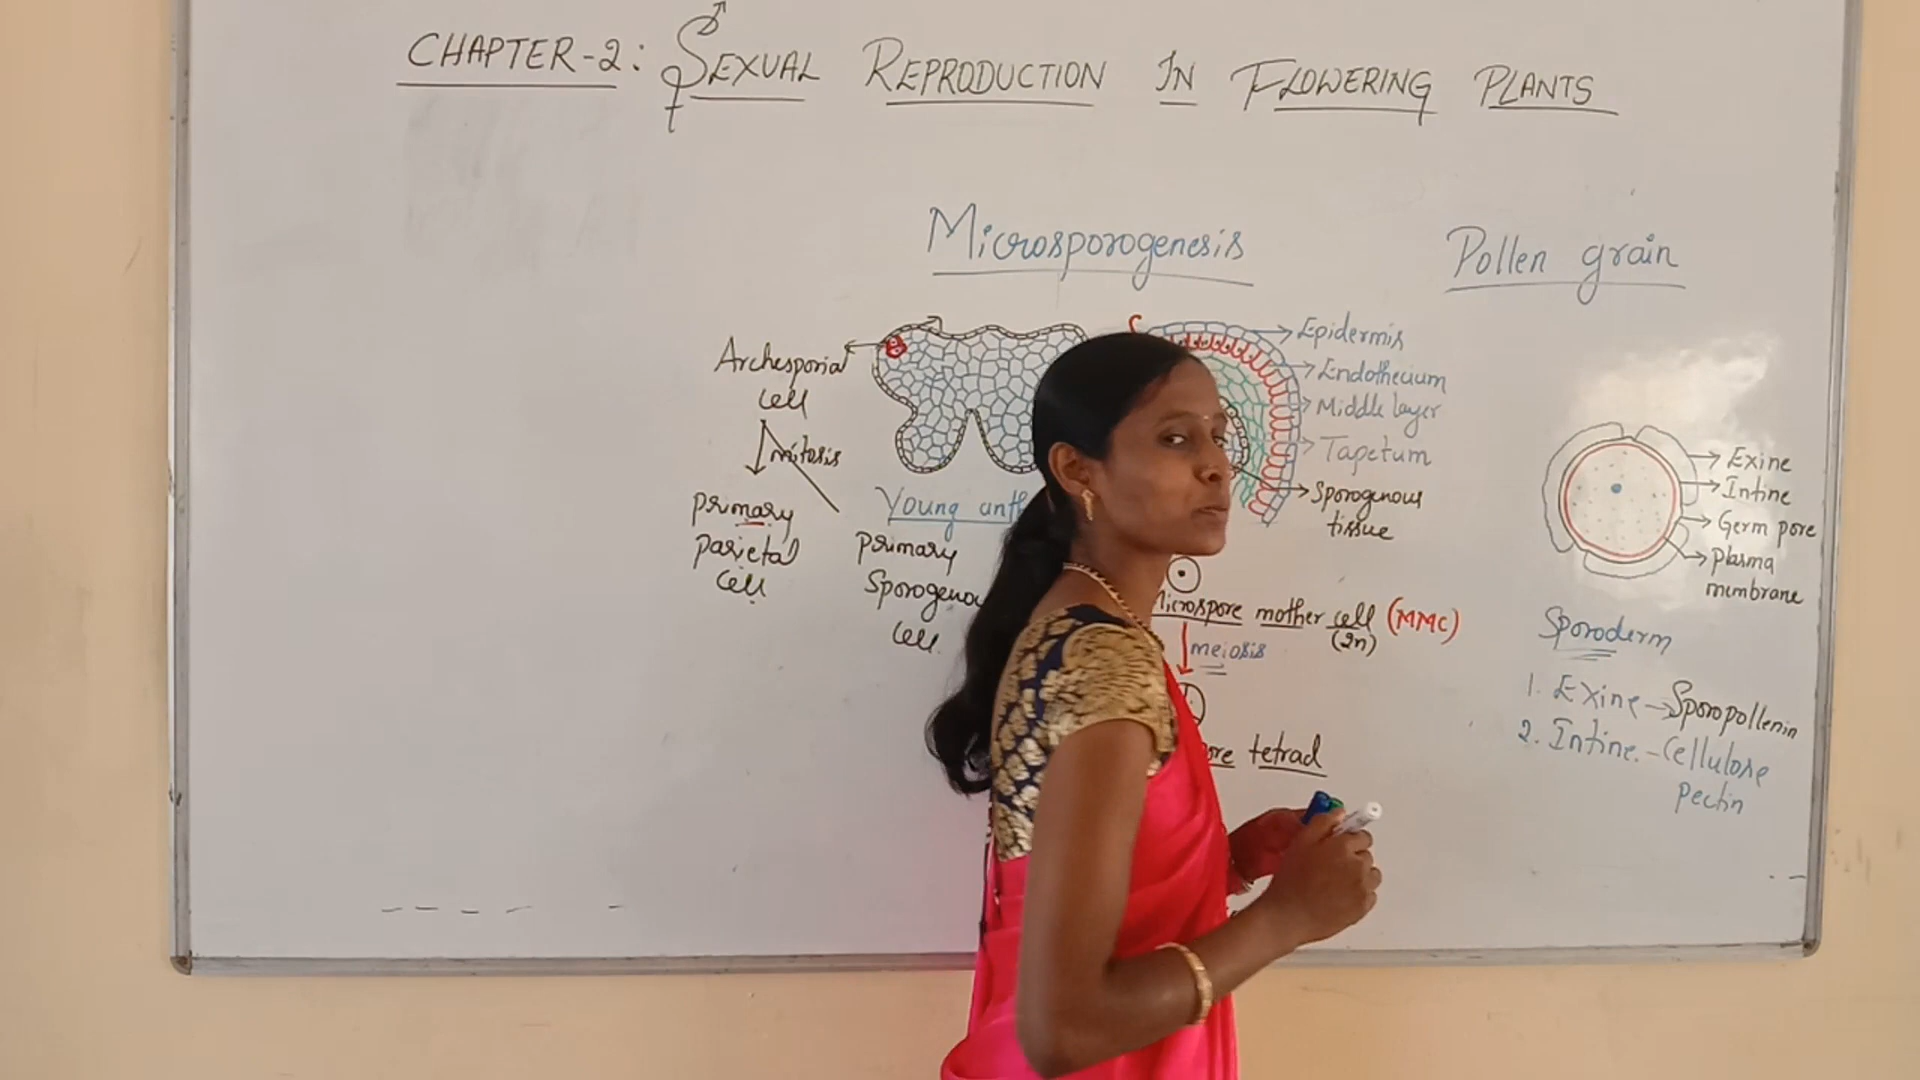 CHAPTER-2: SEXUAL REPRODUCTION IN FLOWERING PLANTS
Microsporogenesis
Archesporial
cell
mitosis
primary
parietal
cell
Young
primary
Sporogenou
cell
Epidermis
Endothecium
Middle layer
Tapetum
Sporogenous
tissue
Microspore mother cell (MMC)
(2n)
meiosis
tetrad
Pollen grain
Exine
Intine
Germ pore
plasma
mumbrane
Sporoderm
1. Exine → Sporopollenin
2. Intine. - Cellulose
pectin